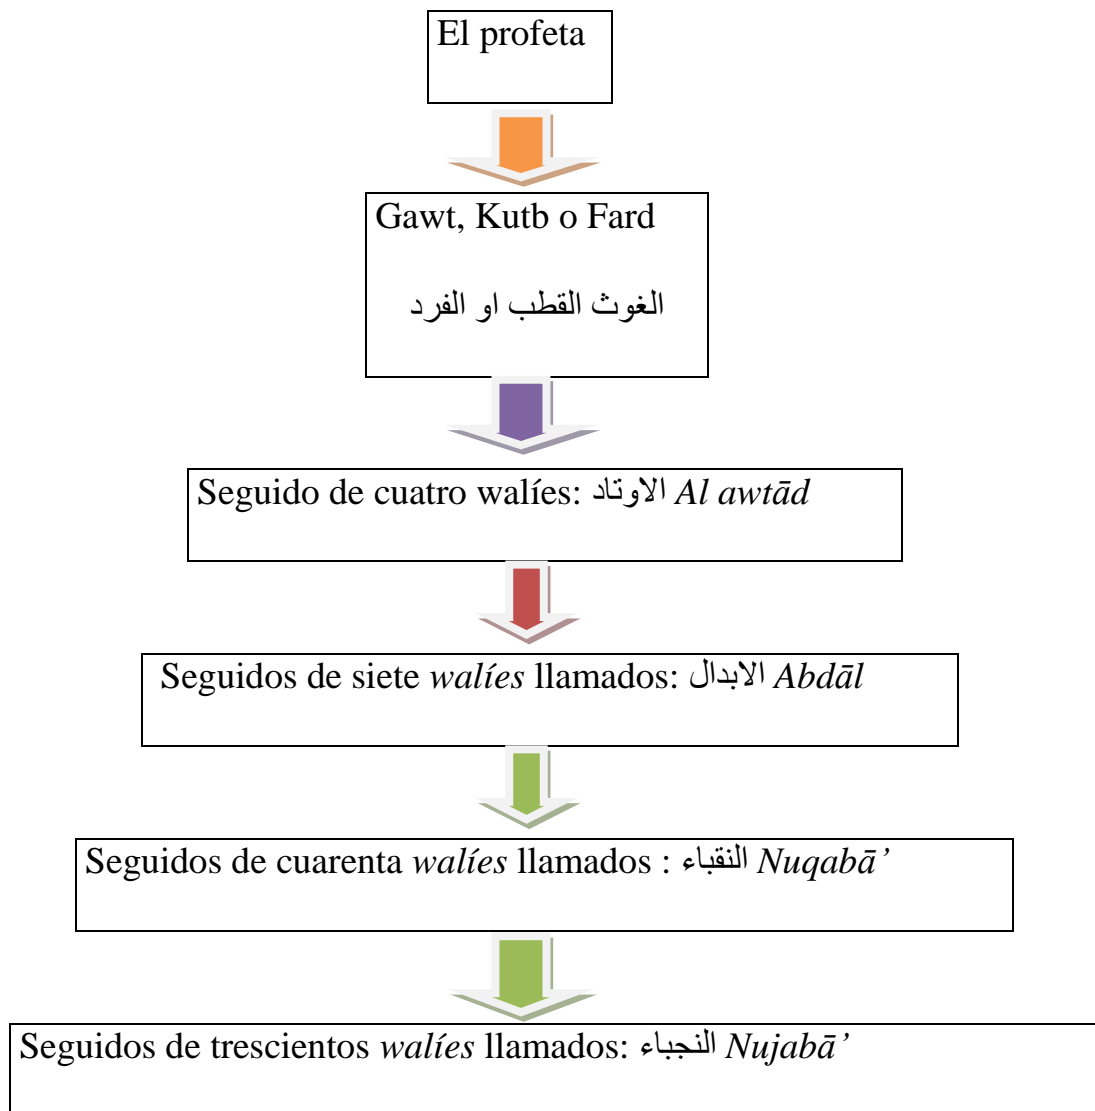 El profeta
Gawt, Kutb o Fard
الغوث القطب او الفرد
Seguido de cuatro walíes: الاوتاد Al awtād
Seguidos de siete walíes llamados: الابدال Abdāl
Seguidos de cuarenta walíes llamados : النقباء Nuqabā’
Seguidos de trescientos walíes llamados: النجباء Nujabā’